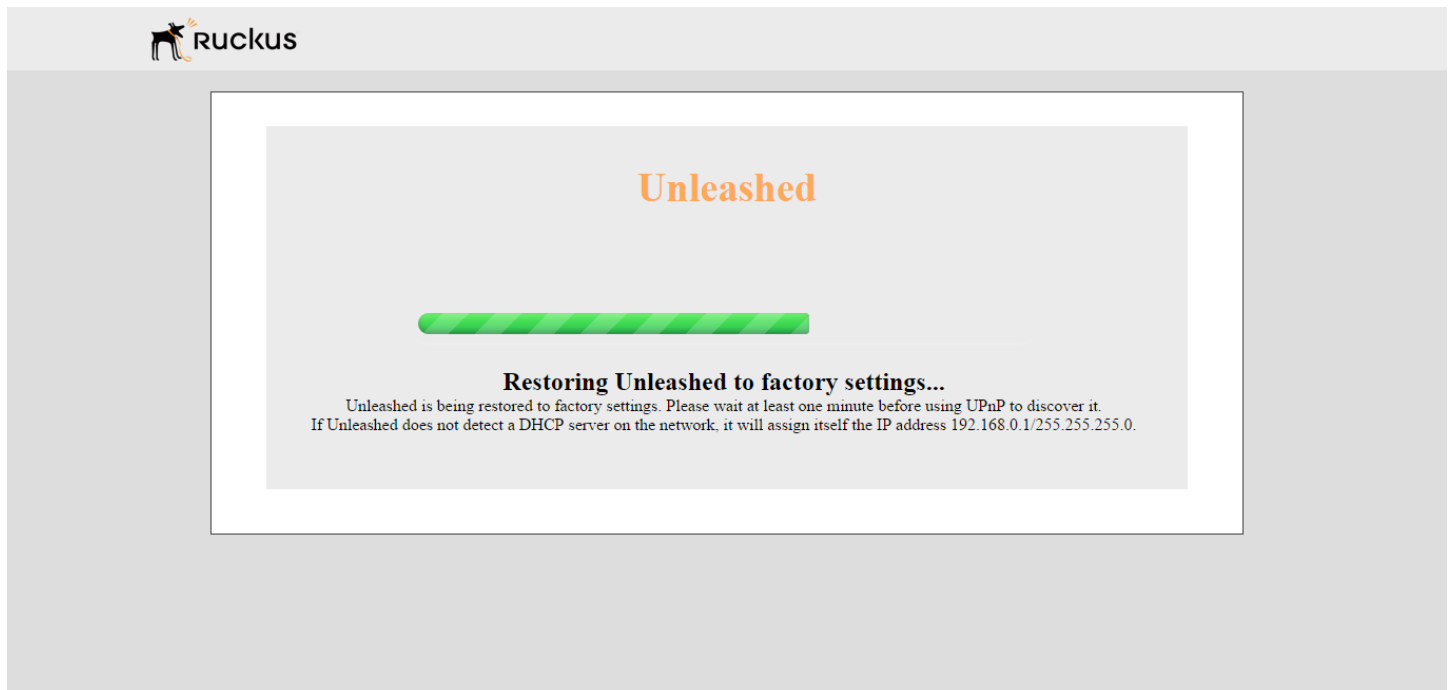 RUCKUS
Unleashed
Restoring Unleashed to factory settings...
Unleashed is being restored to factory settings. Please wait at least one minute before using UPnP to discover it.
If Unleashed does not detect a DHCP server on the network, it will assign itself the IP address 192.168.0.1/255.255.255.0.